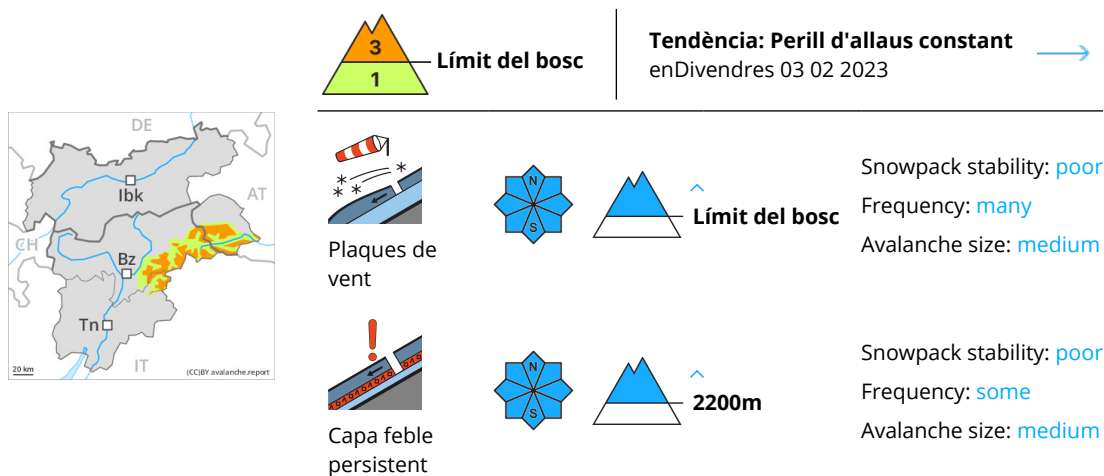 3
1
Límit del bosc
Tendència: Perill d'allaus constant
enDivendres 03 02 2023
DE
AT
CH
IT
Ibk
Bz
Tn
20 km
(CC)BY avalanche.report
Plaques de
vent
N
S
Límit del bosc
Snowpack stability: poor
Frequency: many
Avalanche size: medium
Capa feble
persistent
N
S
2200m
Snowpack stability: poor
Frequency: some
Avalanche size: medium